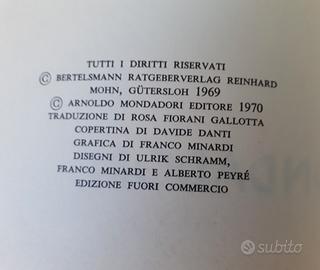 TUTTI I DIRITTI RISERVATI
© BERTELSMANN RATGEBERVERLAG REINHARD
MOHN, GÜTERSLOH 1969
© ARNOLDO MONDADORI EDITORE 1970
TRADUZIONE DI ROSA FIORANI GALLOTTA
COPERTINA DI DAVIDE DANTI
GRAFICA DI FRANCO MINARDI
DISEGNI DI ULRIK SCHRAMM,
FRANCO MINARDI E ALBERTO PEYRÉ
EDIZIONE FUORI COMMERCIO
subito